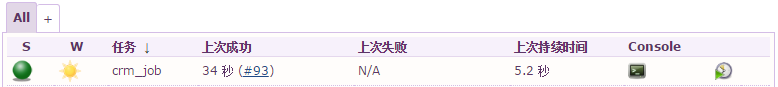 All +
S W 任务 ↓ 上次成功 上次失败 上次持续时间 Console
crm_job 34 秒 (#93) N/A 5.2 秒